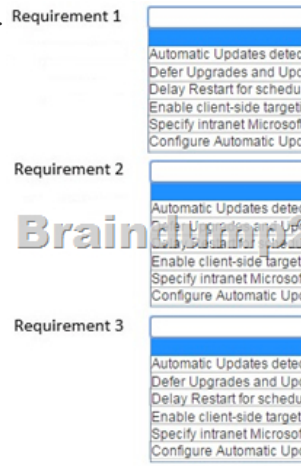 . Requirement 1
Automatic Updates detec
Defer Upgrades and Upd
Delay Restart for schedu
Enable client-side targeti
Specify intranet Microsoft
Configure Automatic Upd
Requirement 2
Automatic Updates detec
Braindumpz
Enable client-side target
Specify intranet Microsof
Configure Automatic Upd
Requirement 3
Automatic Updates detec
Defer Upgrades and Upd
Delay Restart for schedu
Enable client-side target
Specify intranet Microsof
Configure Automatic Upd